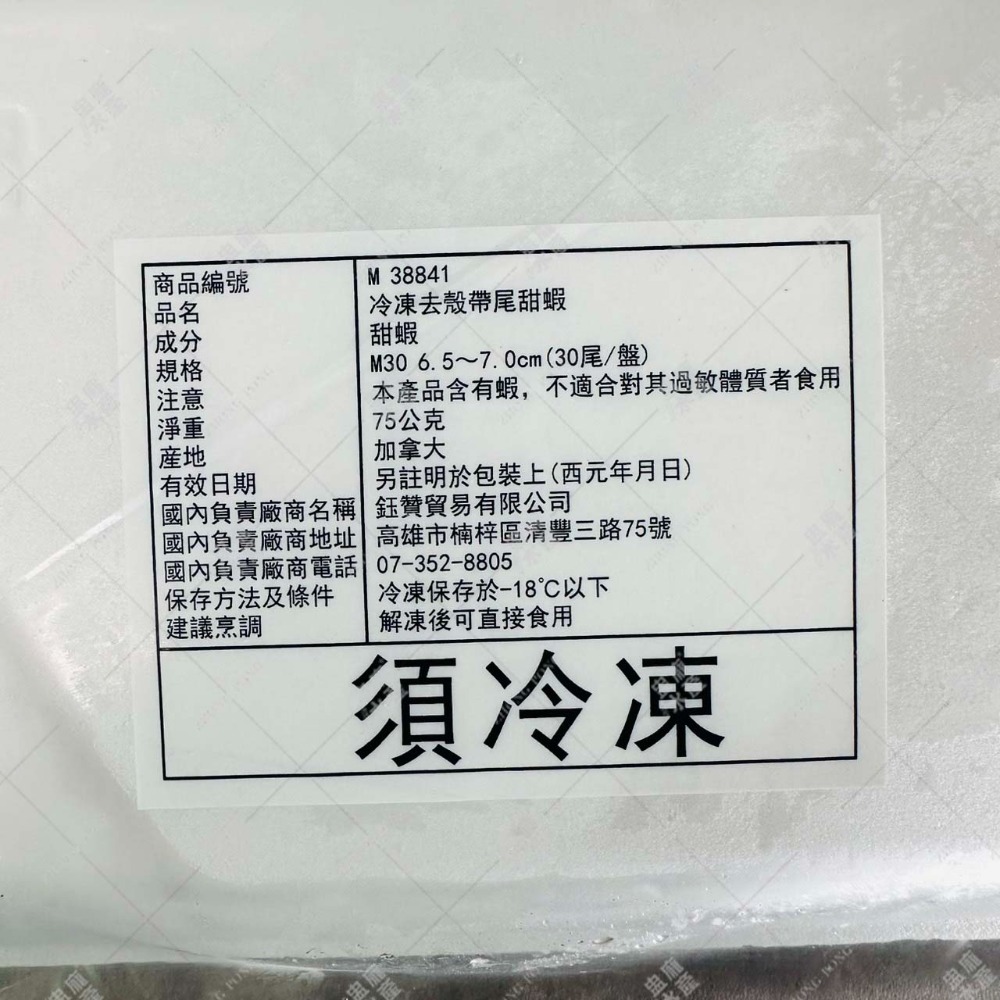 商品編號 M 38841
品名 冷凍去殼帶尾甜蝦
成分 甜蝦
規格 M30 6.5～7.0cm(30尾/盤)
注意 本產品含有蝦，不適合對其過敏體質者食用
淨重 75公克
産地 加拿大
有效日期 另註明於包裝上(西元年月日)
國內負責廠商名稱 鈺贊貿易有限公司
國內負責廠商地址 高雄市楠梓區清豐三路75號
國內負責廠商電話 07-352-8805
保存方法及條件 冷凍保存於-18℃以下
建議烹調 解凍後可直接食用
須冷凍